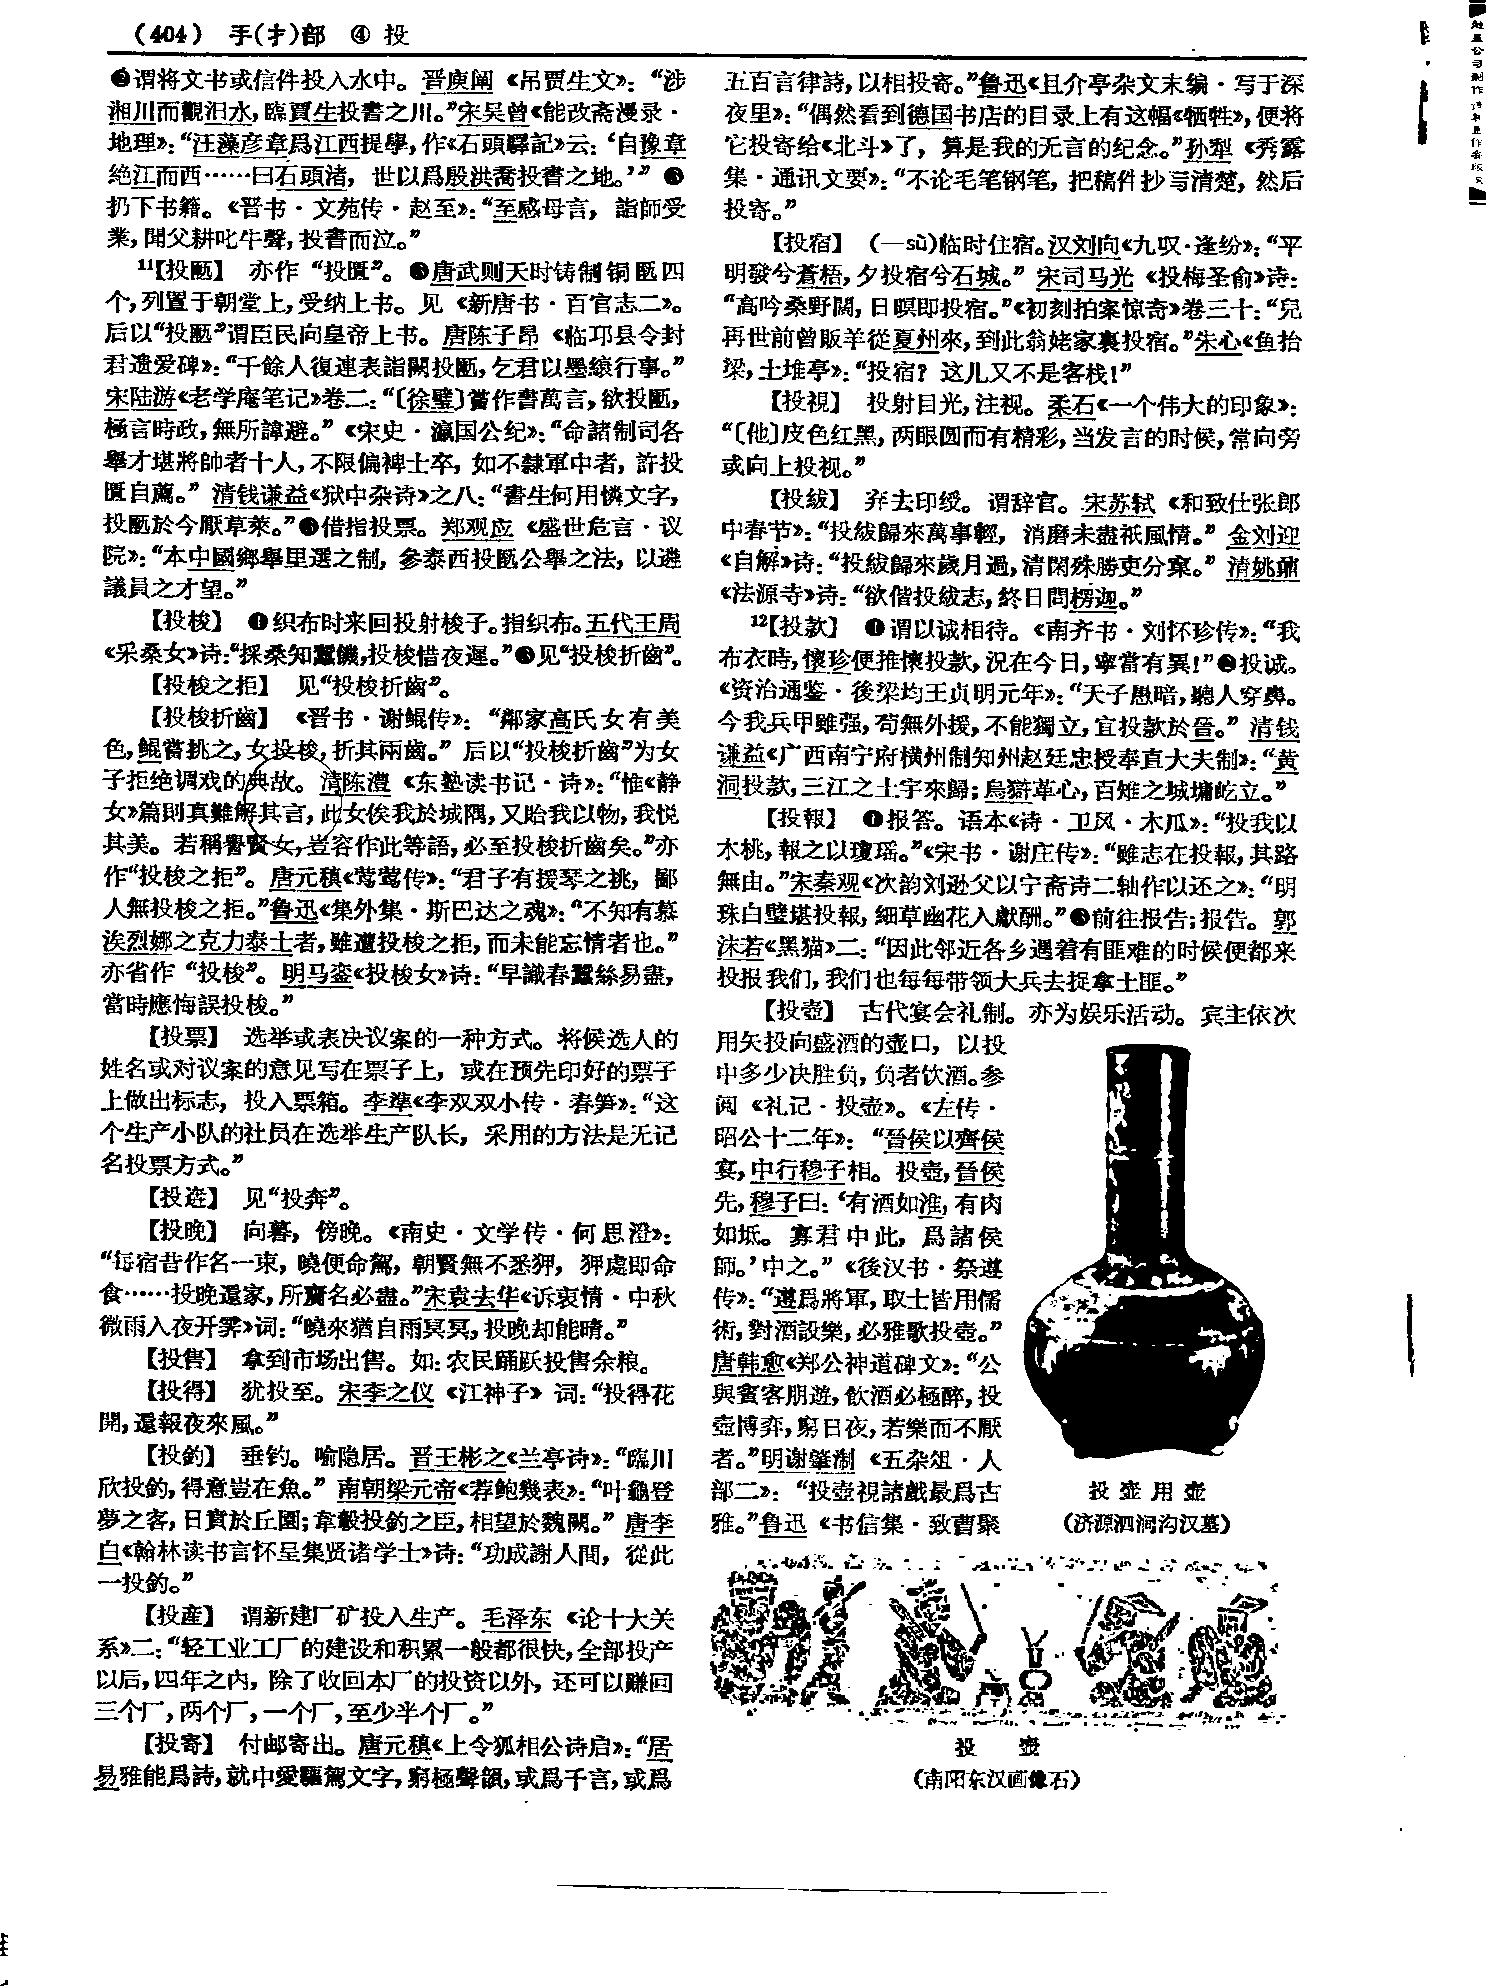 (404) 手(扌)部 ④ 投
❷谓将文书或信件投入水中。晋庾阐《吊贾生文》：“涉
湘川而觀汨水，臨賈生投書之川。”宋吴曾《能改斋漫录·
地理》：“汪藻彦章爲江西提學，作《石頭驛記》云：‘自豫章
绝江而西……曰石頭渚，世以爲殷洪喬投書之地。’” ❸
扔下书籍。《晋书·文苑传·赵至》：“至感母言，詣師受
業，聞父耕叱牛聲，投書而泣。”
11【投匭】 亦作“投匱”。❶唐武则天时铸制铜匭四
个，列置于朝堂上，受纳上书。见《新唐书·百官志二》。
后以“投匭”谓臣民向皇帝上书。唐陈子昂《临邛县令封
君遗爱碑》：“千餘人復連表詣闕投匭，乞君以墨縗行事。”
宋陆游《老学庵笔记》卷二：“〔徐璧〕嘗作書萬言，欲投匭，
極言時政，無所諱避。”《宋史·瀛国公纪》：“命諸制司各
舉才堪將帥者十人，不限偏裨士卒，如不隸軍中者，許投
匱自薦。”清钱谦益《狱中杂诗》之八：“書生何用憐文字，
投匭於今厭草萊。”❷借指投票。郑观应《盛世危言·议
院》：“本中國鄉舉里選之制，參泰西投匭公舉之法，以遴
議員之才望。”
【投梭】 ❶织布时来回投射梭子。指织布。五代王周
《采桑女》诗：“採桑知蠶饑，投梭惜夜遲。”❷见“投梭折齒”。
【投梭之拒】 见“投梭折齒”。
【投梭折齒】 《晋书·谢鲲传》：“鄰家高氏女有美
色，鲲嘗挑之，女投梭，折其兩齒。”后以“投梭折齒”为女
子拒绝调戏的典故。清陈澧《东塾读书记·诗》：“惟《静
女》篇則真難解其言，此女俟我於城隅，又貽我以物，我悦
其美。若稱譽賢女，豈容作此等語，必至投梭折齒矣。”亦
作“投梭之拒”。唐元稹《莺莺传》：“君子有援琴之挑，鄙
人無投梭之拒。”鲁迅《集外集·斯巴达之魂》：“不知有慕
涘烈娜之克力泰士者，雖遭投梭之拒，而未能忘情者也。”
亦省作“投梭”。明马銮《投梭女》诗：“早識春蠶絲易盡，
當時應悔誤投梭。”
【投票】 选举或表决议案的一种方式。将候选人的
姓名或对议案的意见写在票子上，或在预先印好的票子
上做出标志，投入票箱。李準《李双双小传·春笋》：“这
个生产小队的社员在选举生产队长，采用的方法是无记
名投票方式。”
【投逩】 见“投奔”。
【投晚】 向暮，傍晚。《南史·文学传·何思澄》：
“每宿昔作名一束，曉便命駕，朝賢無不悉狎，狎處即命
食……投晚還家，所齎名必盡。”宋袁去华《诉衷情·中秋
微雨入夜开霁》词：“曉來猶自雨冥冥，投晚却能晴。”
【投售】 拿到市场出售。如：农民踊跃投售余粮。
【投得】 犹投至。宋李之仪《江神子》词：“投得花
開，還報夜來風。”
【投釣】 垂钓。喻隐居。晋王彬之《兰亭诗》：“臨川
欣投釣，得意豈在魚。”南朝梁元帝《荐鲍幾表》：“叶龜登
夢之客，日賁於丘園；韋轂投釣之臣，相望於魏闕。”唐李
白《翰林读书言怀呈集贤诸学士》诗：“功成謝人間，從此
一投釣。”
【投産】 谓新建厂矿投入生产。毛泽东《论十大关
系》二：“轻工业工厂的建设和积累一般都很快，全部投产
以后，四年之内，除了收回本厂的投资以外，还可以赚回
三个厂，两个厂，一个厂，至少半个厂。”
【投寄】 付邮寄出。唐元稹《上令狐相公诗启》：“居
易雅能爲詩，就中愛驅駕文字，窮極聲韻，或爲千言，或爲
五百言律詩，以相投寄。”鲁迅《且介亭杂文末编·写于深
夜里》：“偶然看到德国书店的目录上有这幅《牺牲》，便将
它投寄给《北斗》了，算是我的无言的纪念。”孙犁《秀露
集·通讯文要》：“不论毛笔钢笔，把稿件抄写清楚，然后
投寄。”
【投宿】 (—sù)临时住宿。汉刘向《九叹·逢纷》：“平
明發兮蒼梧，夕投宿兮石城。”宋司马光《投梅圣俞》诗：
“高吟桑野闊，日暝即投宿。”《初刻拍案惊奇》卷三十：“兒
再世前曾販羊從夏州來，到此翁姥家裏投宿。”朱心《鱼抬
梁，土堆亭》：“投宿？这儿又不是客栈！”
【投視】 投射目光，注视。柔石《一个伟大的印象》：
“〔他〕皮色红黑，两眼圆而有精彩，当发言的时候，常向旁
或向上投视。”
【投紱】 弃去印绶。谓辞官。宋苏轼《和致仕张郎
中春节》：“投紱歸來萬事輕，消磨未盡祇風情。”金刘迎
《自解》诗：“投紱歸來歲月過，清閑殊勝吏分窠。”清姚鼐
《法源寺》诗：“欲偕投紱志，終日問楞迦。”
12【投款】 ❶谓以诚相待。《南齐书·刘怀珍传》：“我
布衣時，懷珍便推懷投款，況在今日，寧當有異！”❷投诚。
《资治通鉴·後梁均王贞明元年》：“天子愚暗，聽人穿鼻。
今我兵甲雖强，苟無外援，不能獨立，宜投款於晉。”清钱
谦益《广西南宁府横州制知州赵廷忠授奉直大夫制》：“黄
洞投款，三江之土宇來歸；烏滸革心，百雉之城墉屹立。”
【投報】 ❶报答。语本《诗·卫风·木瓜》：“投我以
木桃，報之以瓊瑶。”《宋书·谢庄传》：“雖志在投報，其路
無由。”宋秦观《次韵刘逊父以宁斋诗二轴作以还之》：“明
珠白璧堪投報，細草幽花入獻酬。”❷前往报告；报告。郭
沫若《黑猫》二：“因此邻近各乡遇着有匪难的时候便都来
投报我们，我们也每每带领大兵去捉拿土匪。”
【投壺】 古代宴会礼制。亦为娱乐活动。宾主依次
用矢投向盛酒的壶口，以投
中多少决胜负，负者饮酒。参
阅《礼记·投壶》。《左传·
昭公十二年》：“晉侯以齊侯
宴，中行穆子相。投壺，晉侯
先，穆子曰：‘有酒如淮，有肉
如坻。寡君中此，爲諸侯
師。’中之。”《後汉书·祭遵
传》：“遵爲將軍，取士皆用儒
術，對酒設樂，必雅歌投壺。”
唐韩愈《郑公神道碑文》：“公
與賓客朋遊，飲酒必極醉，投
壺博弈，窮日夜，若樂而不厭
者。”明谢肇淛《五杂俎·人
部二》：“投壺視諸戲最爲古
雅。”鲁迅《书信集·致曹聚
投壶用壶
(济源泗涧沟汉墓)
投 壶
(南阳东汉画像石)